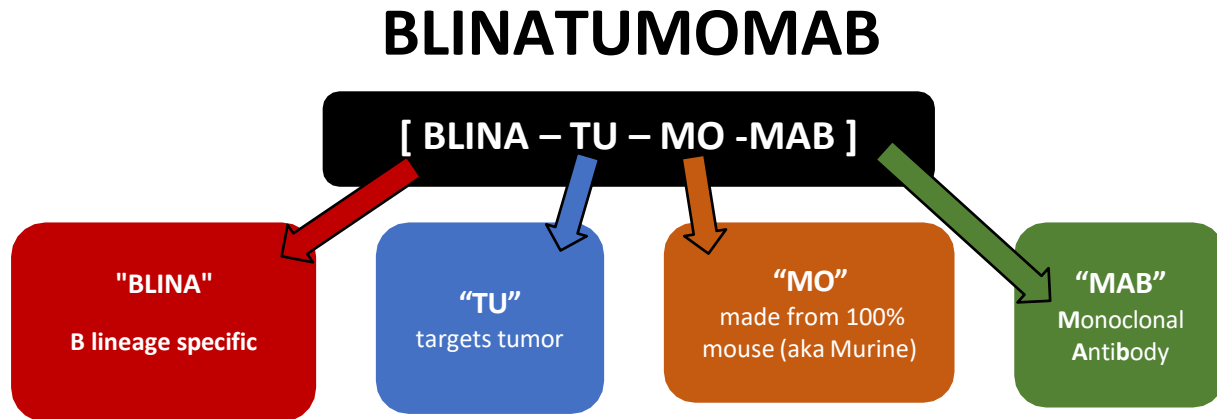 BLINATUMOMAB
[ BLINA – TU – MO -MAB ]
"BLINA"
B lineage specific
“TU”
targets tumor
“MO”
made from 100%
mouse (aka Murine)
“MAB”
Monoclonal
Antibody